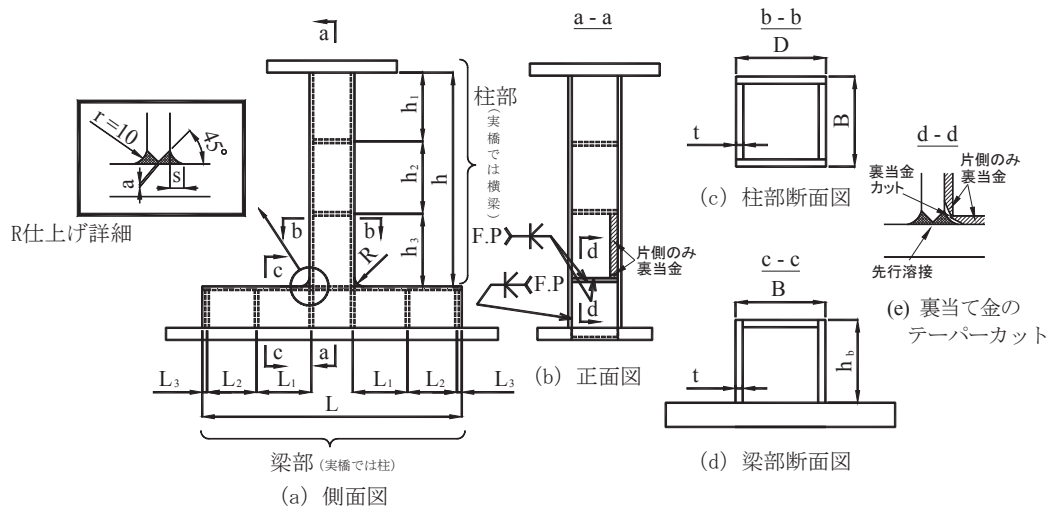 a
a - a
b - b
D
B
t
(c) 柱部断面図
r =10
45°
a
s
R仕上げ詳細
h₁
h₂
h₃
h
柱部
(実橋では横梁)
b
b
c
R
c
a
L₃
L₂
L₁
L₁
L₂
L₃
L
梁部 (実橋では柱)
(a) 側面図
F.P
F.P
d
d
片側のみ
裏当金
(b) 正面図
c - c
B
t
h b
(d) 梁部断面図
d - d
裏当金
カット
片側のみ
裏当金
先行溶接
(e) 裏当て金の
テーパーカット